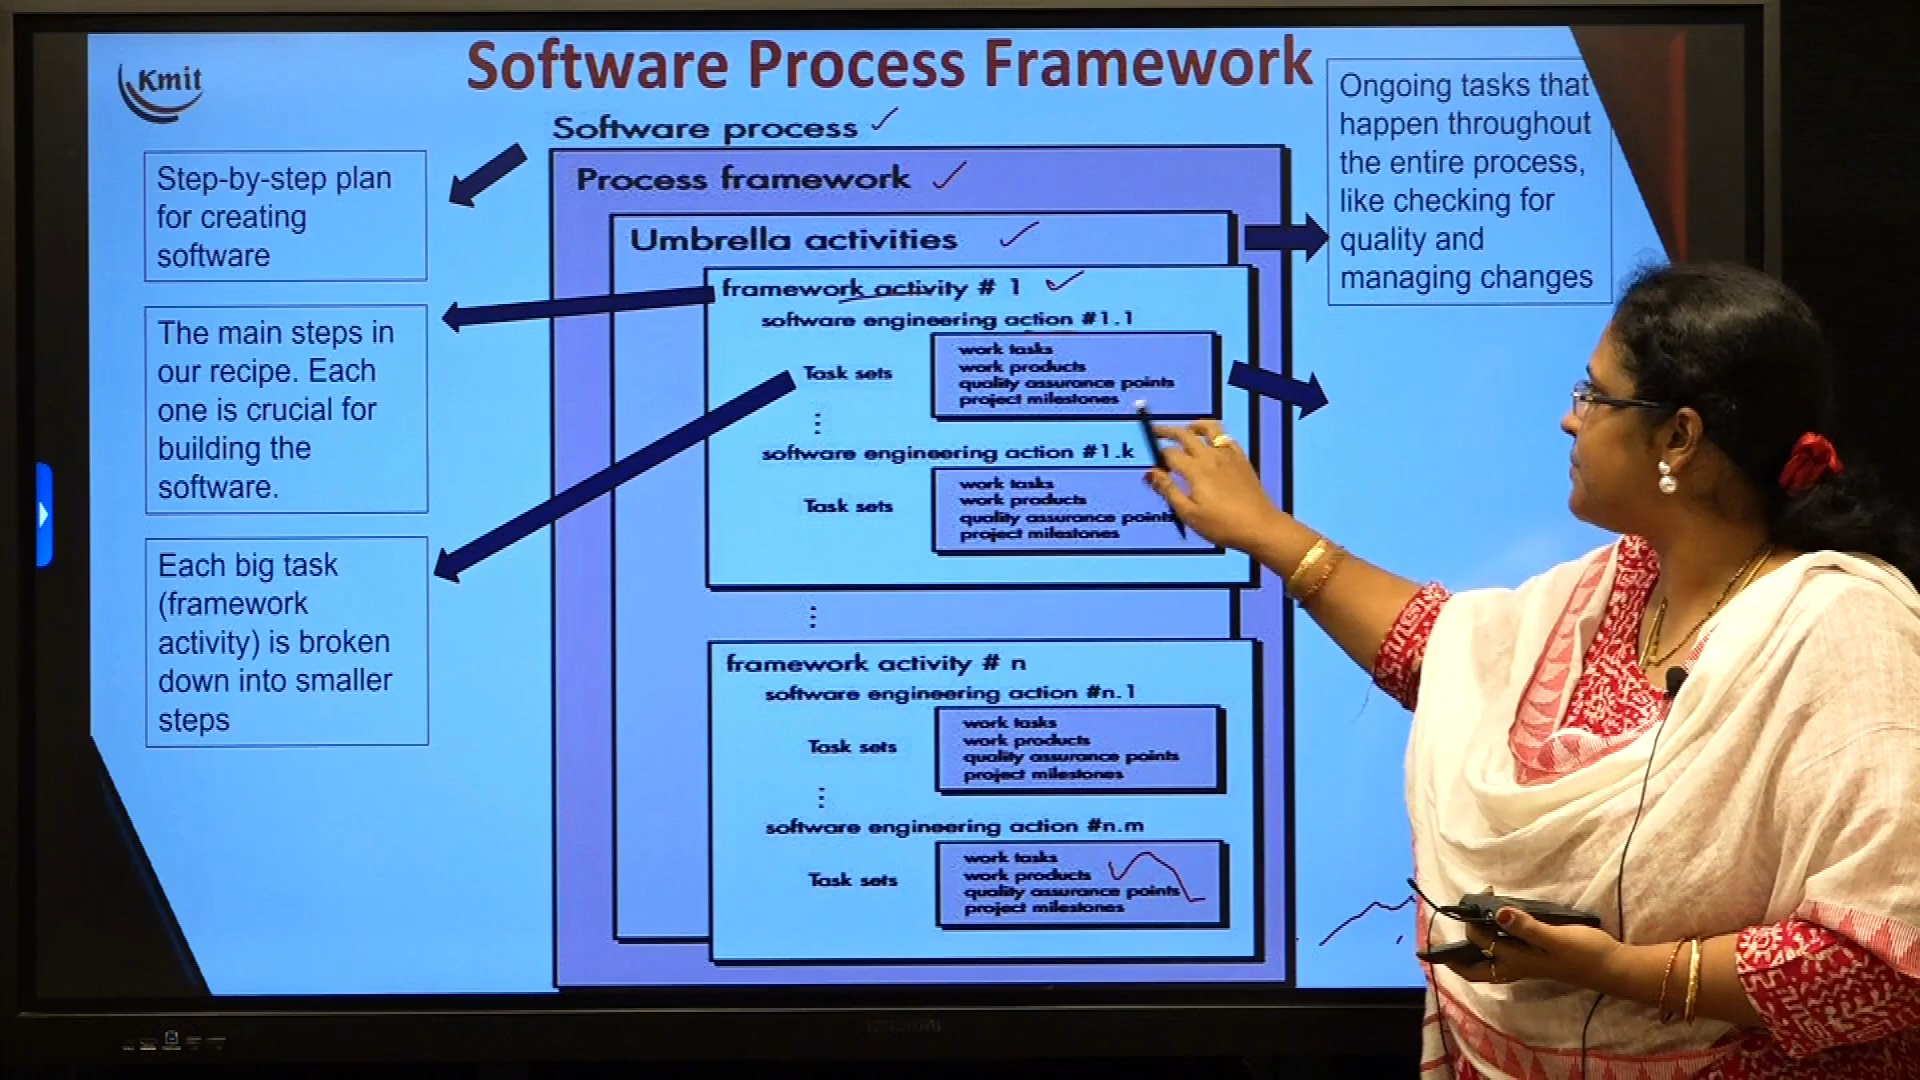 Kmit
Software Process Framework
Software process
Step-by-step plan
for creating
software
The main steps in
our recipe. Each
one is crucial for
building the
software.
Each big task
(framework
activity) is broken
down into smaller
steps
Process framework
Umbrella activities
framework activity # 1
software engineering action #1.1
Task sets
work tasks
work products
quality assurance points
project milestones
software engineering action #1.k
Task sets
work tasks
work products
quality assurance points
project milestones
framework activity # n
software engineering action #n.1
Task sets
work tasks
work products
quality assurance points
project milestones
software engineering action #n.m
Task sets
work tasks
work products
quality assurance points
project milestones
Ongoing tasks that
happen throughout
the entire process,
like checking for
quality and
managing changes